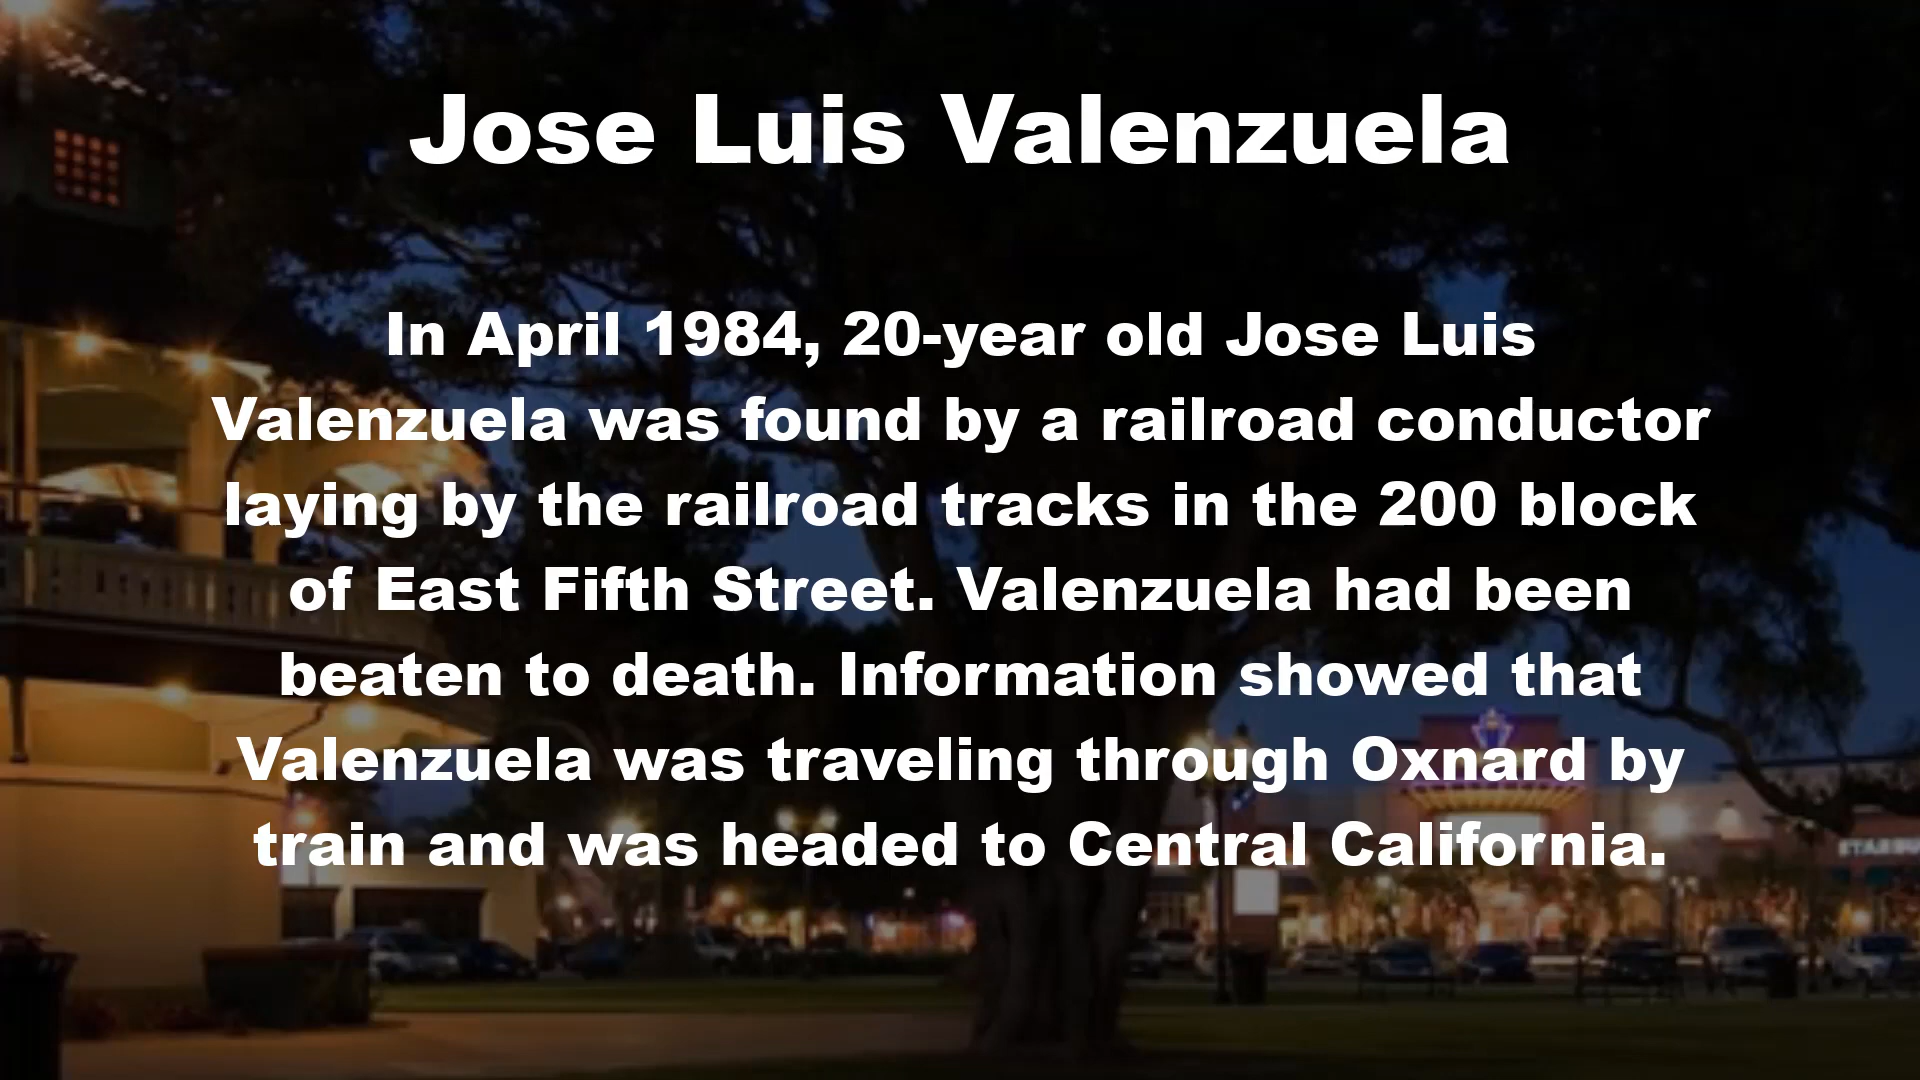 Jose Luis Valenzuela
In April 1984, 20-year old Jose Luis
Valenzuela was found by a railroad conductor
laying by the railroad tracks in the 200 block
of East Fifth Street. Valenzuela had been
beaten to death. Information showed that
Valenzuela was traveling through Oxnard by
train and was headed to Central California.